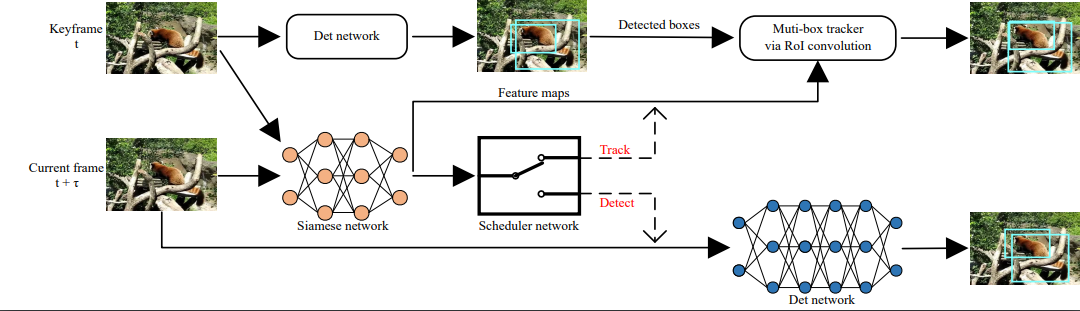 Keyframe
t
Det network
Detected boxes
Muti-box tracker
via RoI convolution
Feature maps
Current frame
t + τ
Track
Detect
Siamese network
Scheduler network
Det network